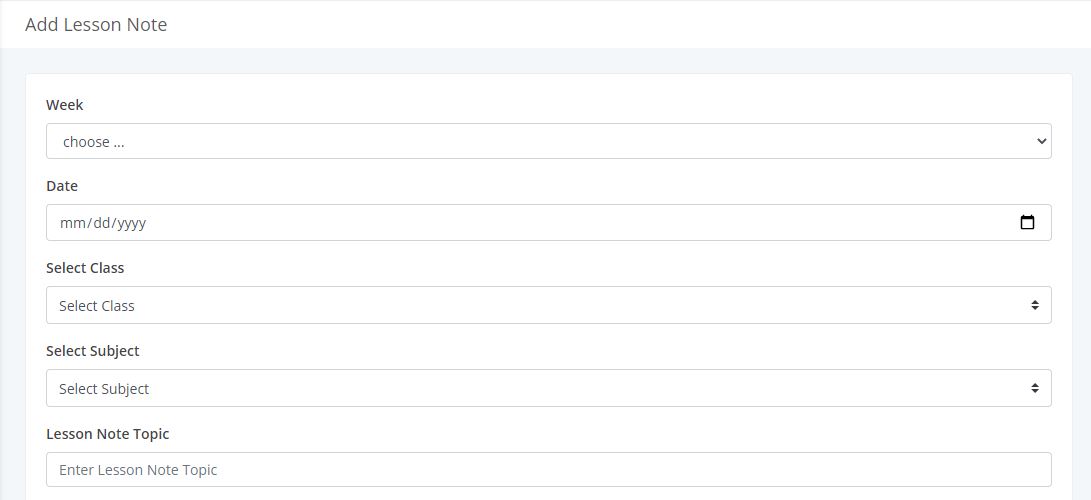 Add Lesson Note
Week
choose ...
Date
mm/dd/yyyy
Select Class
Select Class
Select Subject
Select Subject
Lesson Note Topic
Enter Lesson Note Topic